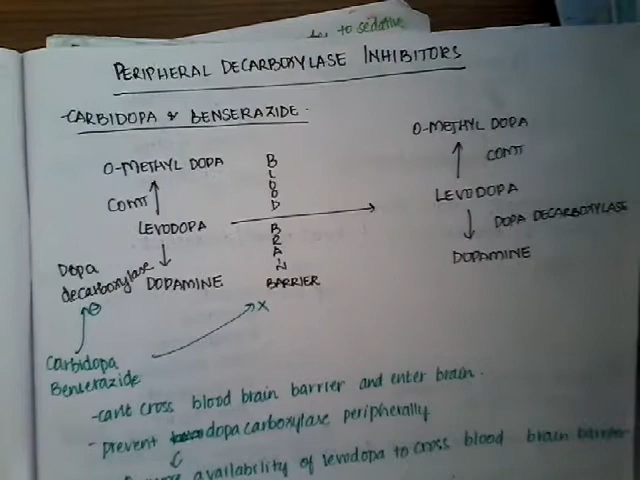 to sedative
PERIPHERAL DECARBOXYLASE INHIBITORS
-CARBIDOPA & BENSERAZIDE.
O-METHYL DOPA
COMT
LEVODOPA
Dopa
decarboxylase
DOPAMINE
BLOOD
BRAIN
BARRIER
X
O-METHYL DOPA
COMT
LEVODOPA
DOPA DECARBOXYLASE
DOPAMINE
Carbidopa
Benserazide
-cant cross blood brain barrier and enter brain.
- prevent dopa carboxylase peripherally
availability of levodopa to cross blood brain barrier